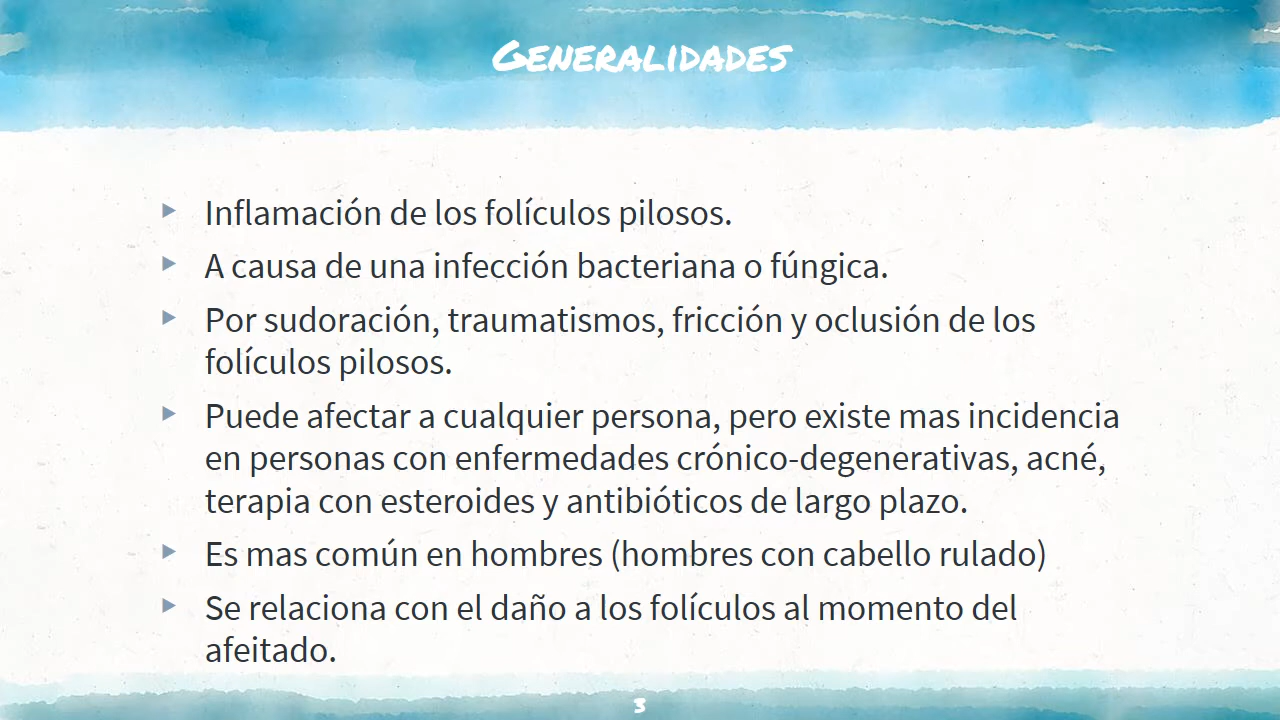 Generalidades
Inflamación de los folículos pilosos.
A causa de una infección bacteriana o fúngica.
Por sudoración, traumatismos, fricción y oclusión de los
folículos pilosos.
Puede afectar a cualquier persona, pero existe mas incidencia
en personas con enfermedades crónico-degenerativas, acné,
terapia con esteroides y antibióticos de largo plazo.
Es mas común en hombres (hombres con cabello rulado)
Se relaciona con el daño a los folículos al momento del
afeitado.
3